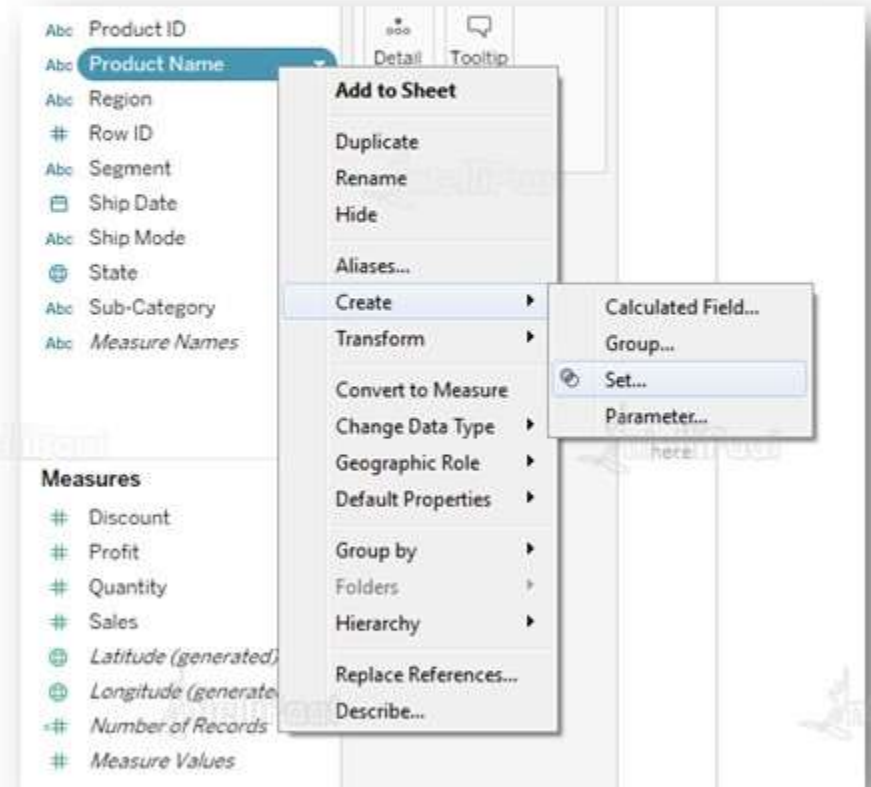 Abc Product ID
Abc Product Name
Abc Region
# Row ID
Abc Segment
Ship Date
Abc Ship Mode
State
Abc Sub-Category
Abc Measure Names
Measures
# Discount
# Profit
# Quantity
# Sales
Latitude (generated)
Longitude (generate
=# Number of Records
# Measure Values
Detail Tooltip
Add to Sheet
Duplicate
Rename
Hide
Aliases...
Create
Transform
Convert to Measure
Change Data Type
Geographic Role
Default Properties
Group by
Folders
Hierarchy
Replace References...
Describe...
Calculated Field...
Group...
Set...
Parameter...
here